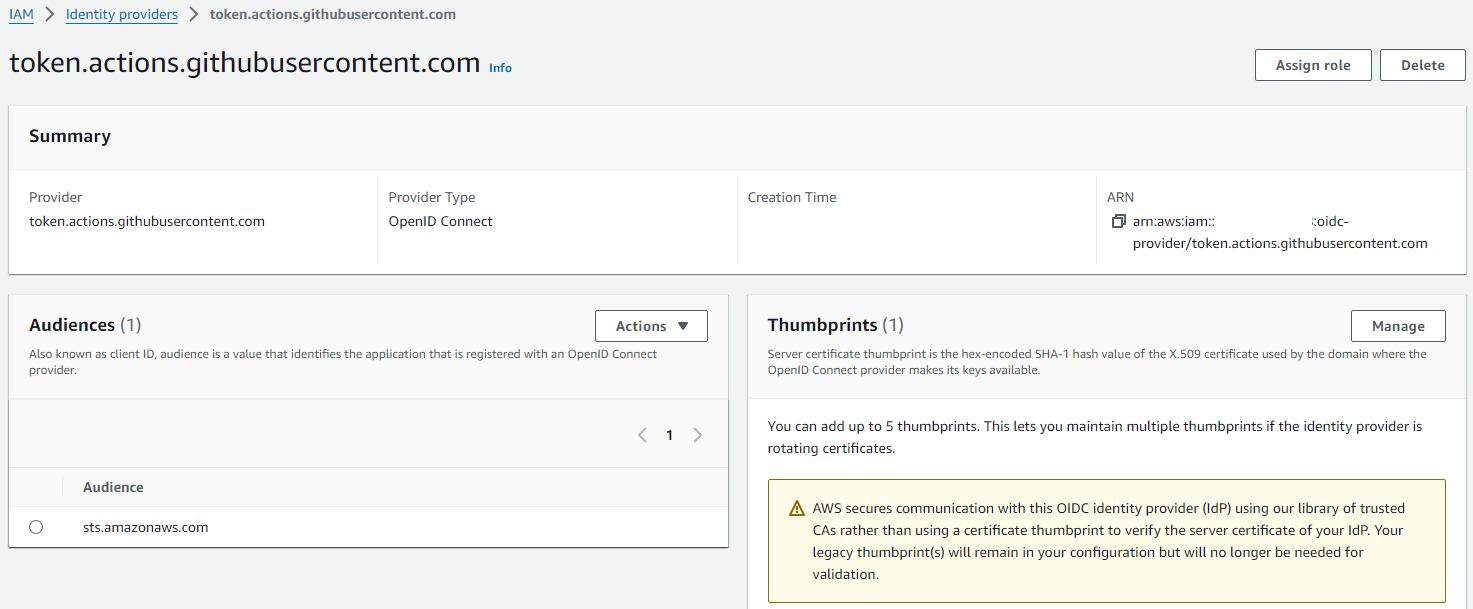 IAM > Identity providers > token.actions.githubusercontent.com
token.actions.githubusercontent.com Info
Assign role
Delete
Summary
Provider
token.actions.githubusercontent.com
Provider Type
OpenID Connect
Creation Time
ARN
arn:aws:iam:: :oidc-
provider/token.actions.githubusercontent.com
Audiences (1)
Actions
Also known as client ID, audience is a value that identifies the application that is registered with an OpenID Connect
provider.
1
Audience
sts.amazonaws.com
Thumbprints (1)
Manage
Server certificate thumbprint is the hex-encoded SHA-1 hash value of the X.509 certificate used by the domain where the
OpenID Connect provider makes its keys available.
You can add up to 5 thumbprints. This lets you maintain multiple thumbprints if the identity provider is
rotating certificates.
AWS secures communication with this OIDC identity provider (IdP) using our library of trusted
CAs rather than using a certificate thumbprint to verify the server certificate of your IdP. Your
legacy thumbprint(s) will remain in your configuration but will no longer be needed for
validation.